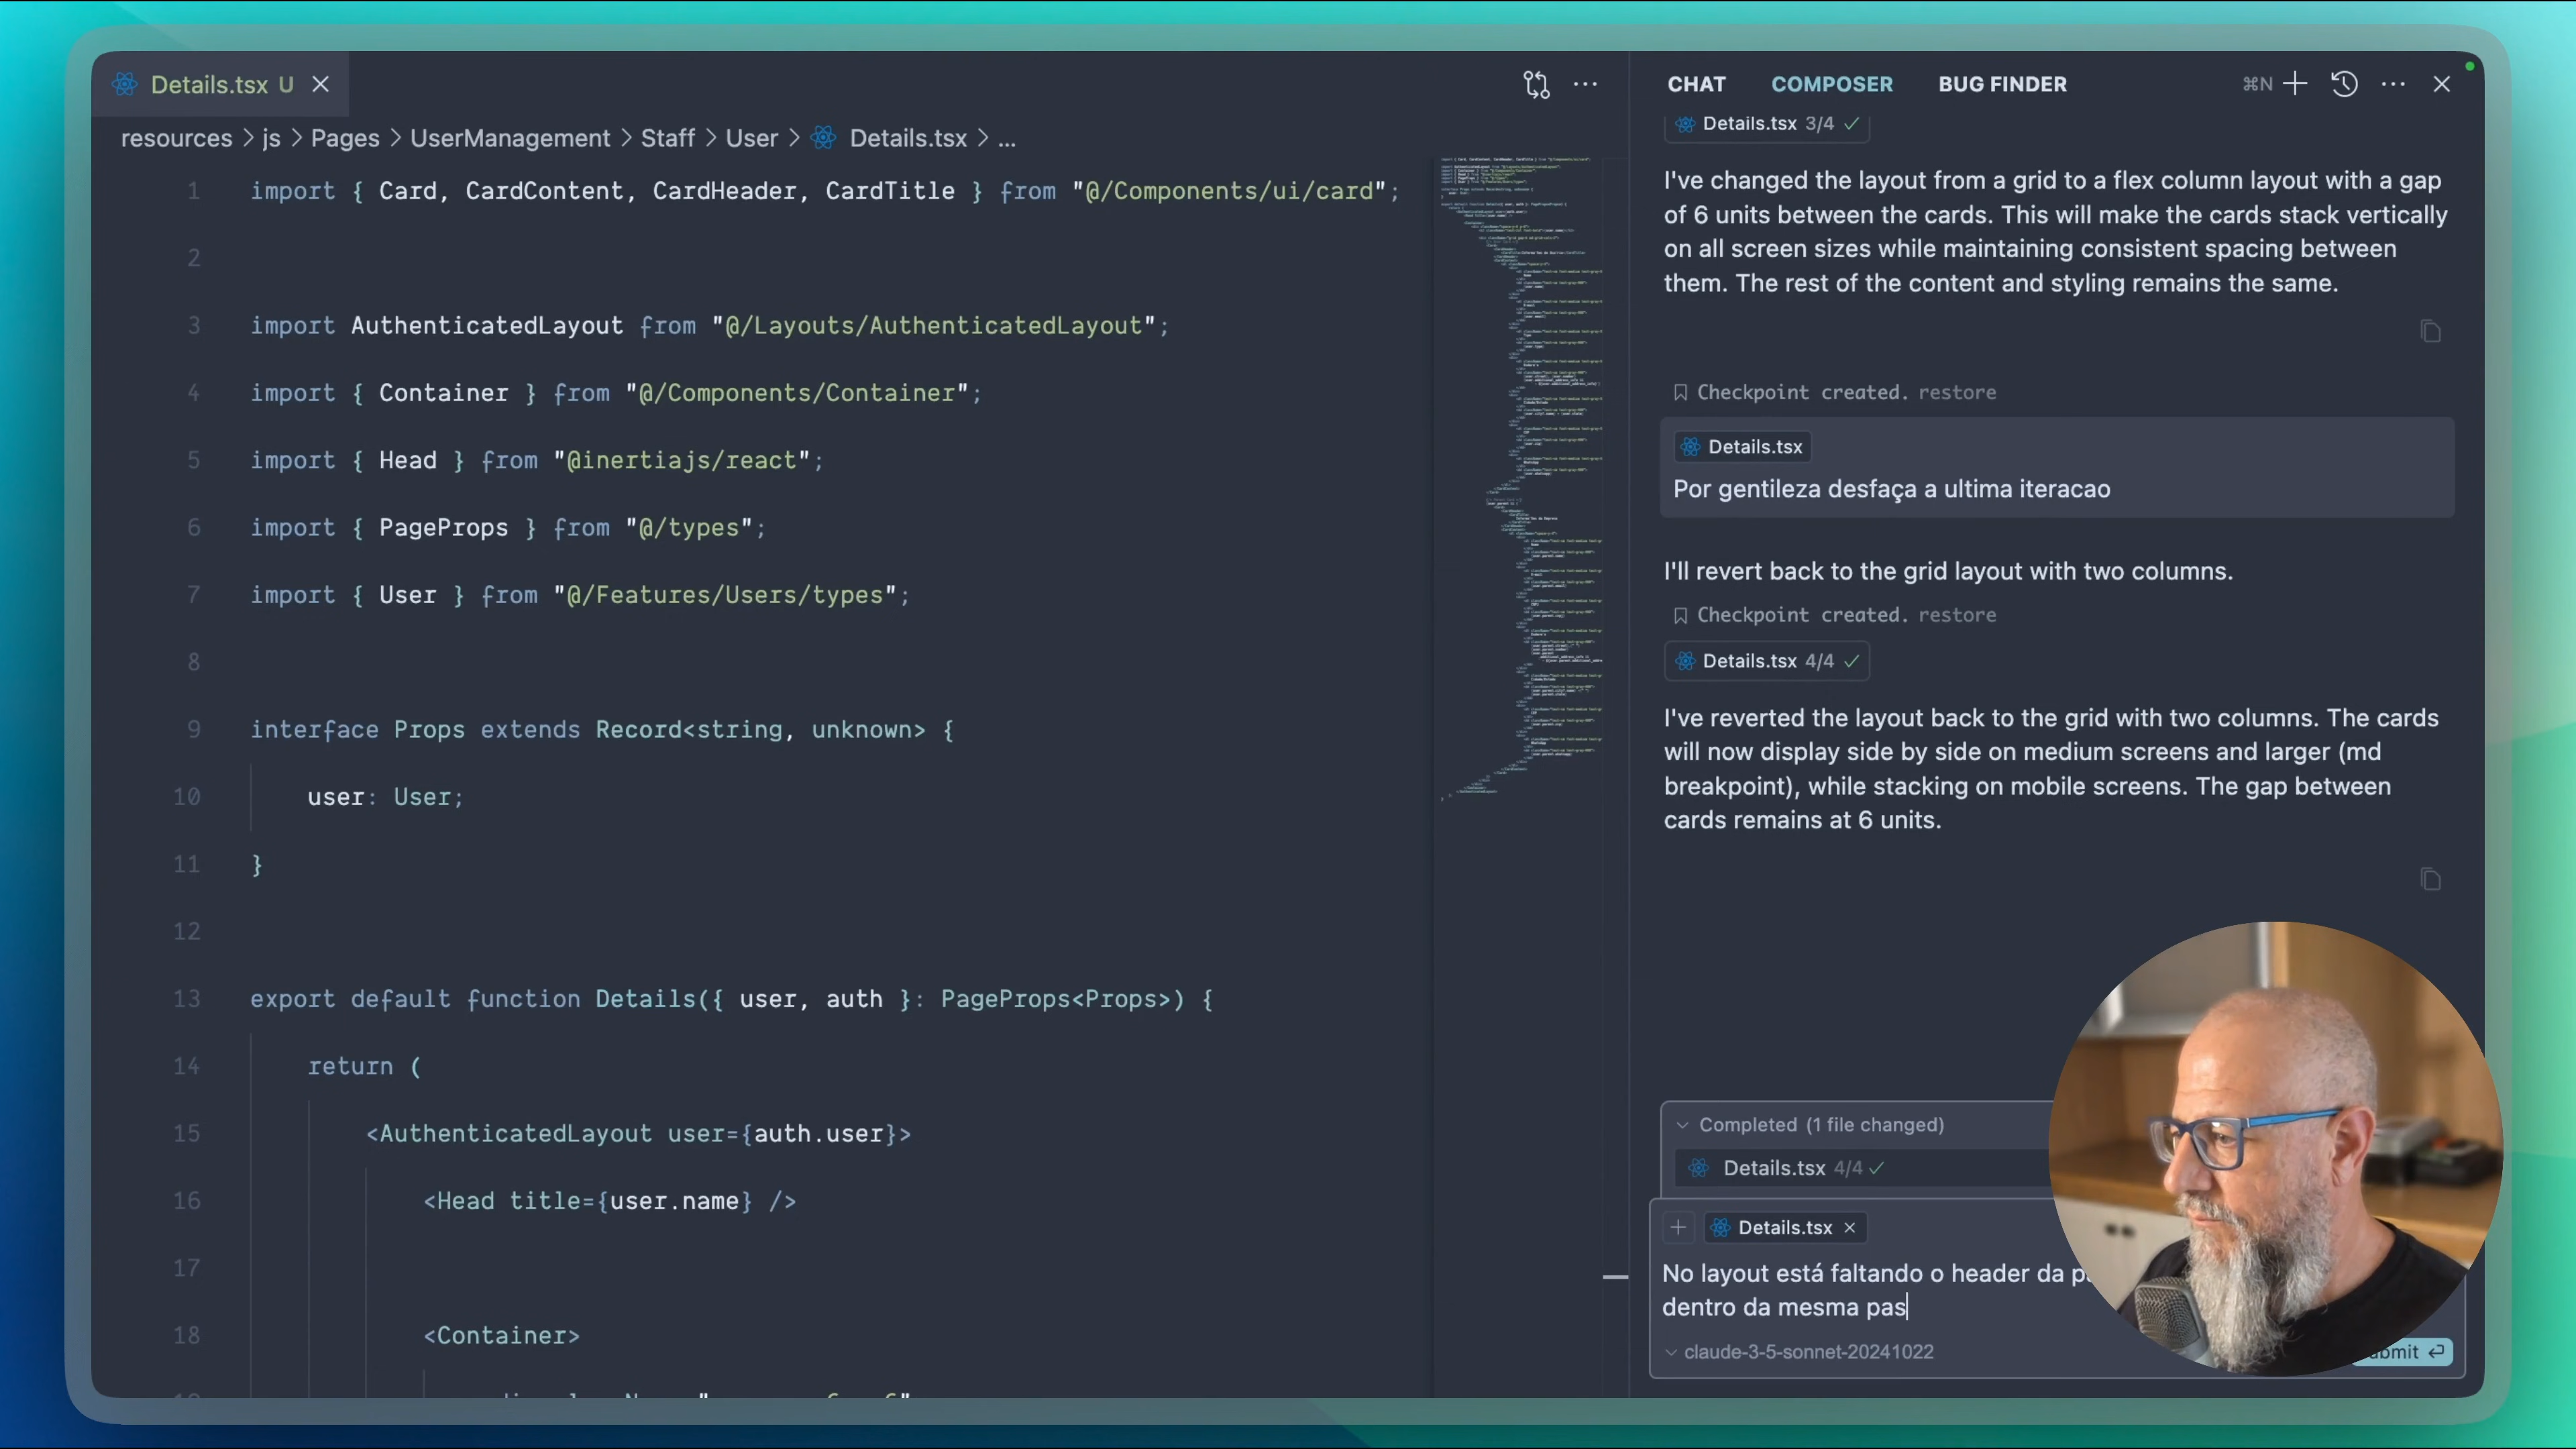 Details.tsx U
resources > js > Pages > UserManagement > Staff > User > Details.tsx > ...
1 import { Card, CardContent, CardHeader, CardTitle } from "@/Components/ui/card";
2
3 import AuthenticatedLayout from "@/Layouts/AuthenticatedLayout";
4 import { Container } from "@/Components/Container";
5 import { Head } from "@inertiajs/react";
6 import { PageProps } from "@/types";
7 import { User } from "@/Features/Users/types";
8
9 interface Props extends Record<string, unknown> {
10 user: User;
11 }
12
13 export default function Details({ user, auth }: PageProps<Props>) {
14 return (
15 <AuthenticatedLayout user={auth.user}>
16 <Head title={user.name} />
17
18 <Container>
CHAT COMPOSER BUG FINDER ⌘N
Details.tsx 3/4
I've changed the layout from a grid to a flex column layout with a gap
of 6 units between the cards. This will make the cards stack vertically
on all screen sizes while maintaining consistent spacing between
them. The rest of the content and styling remains the same.
Checkpoint created. restore
Details.tsx
Por gentileza desfaça a ultima iteracao
I'll revert back to the grid layout with two columns.
Checkpoint created. restore
Details.tsx 4/4
I've reverted the layout back to the grid with two columns. The cards
will now display side by side on medium screens and larger (md
breakpoint), while stacking on mobile screens. The gap between
cards remains at 6 units.
Completed (1 file changed)
Details.tsx 4/4
Details.tsx
No layout está faltando o header da
dentro da mesma pas
claude-3-5-sonnet-20241022